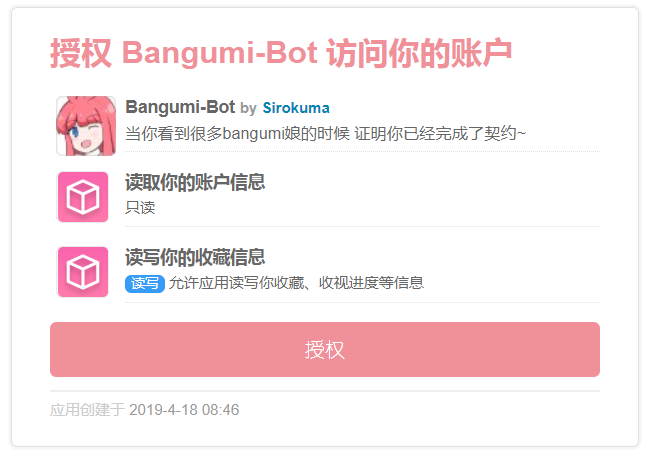 授权 Bangumi-Bot 访问你的账户
Bangumi-Bot by Sirokuma
当你看到很多bangumi娘的时候 证明你已经完成了契约~
读取你的账户信息
只读
读写你的收藏信息
读写 允许应用读写你收藏、收视进度等信息
授权
应用创建于 2019-4-18 08:46